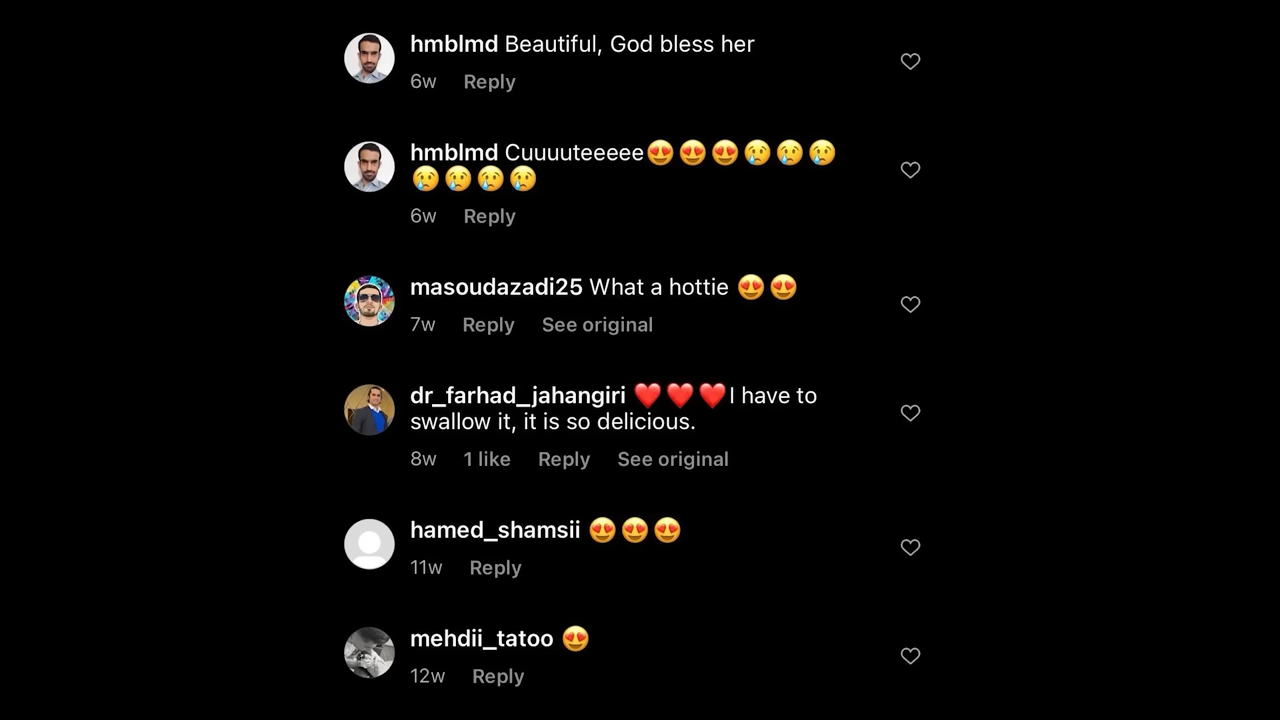 hmblmd Beautiful, God bless her
6w Reply
hmblmd Cuuuuteeeee😍😍😍😢😢😢
😢😢😢😢
6w Reply
masoudazadi25 What a hottie 😍😍
7w Reply See original
dr_farhad_jahangiri ❤️❤️❤️I have to
swallow it, it is so delicious.
8w 1 like Reply See original
hamed_shamsii 😍😍😍
11w Reply
mehdii_tatoo 😍
12w Reply